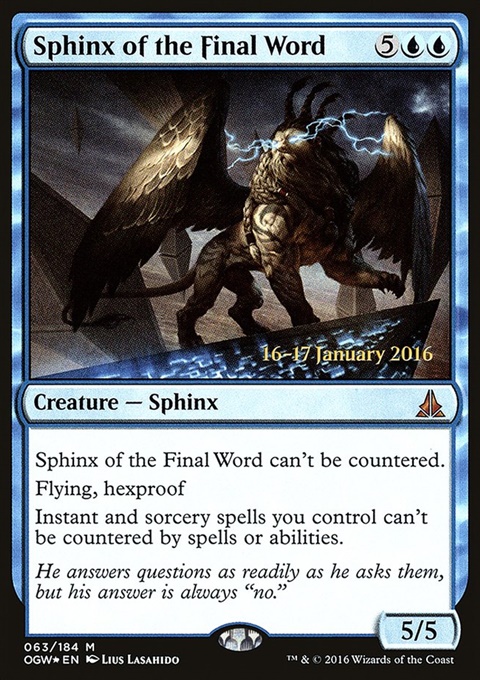 Sphinx of the Final Word 5
16–17 January 2016
Creature — Sphinx
Sphinx of the Final Word can't be countered.
Flying, hexproof
Instant and sorcery spells you control can't
be countered by spells or abilities.
He answers questions as readily as he asks them,
but his answer is always “no.”
5/5
063/184 M
OGW★EN Lius Lasahido
™ & © 2016 Wizards of the Coast